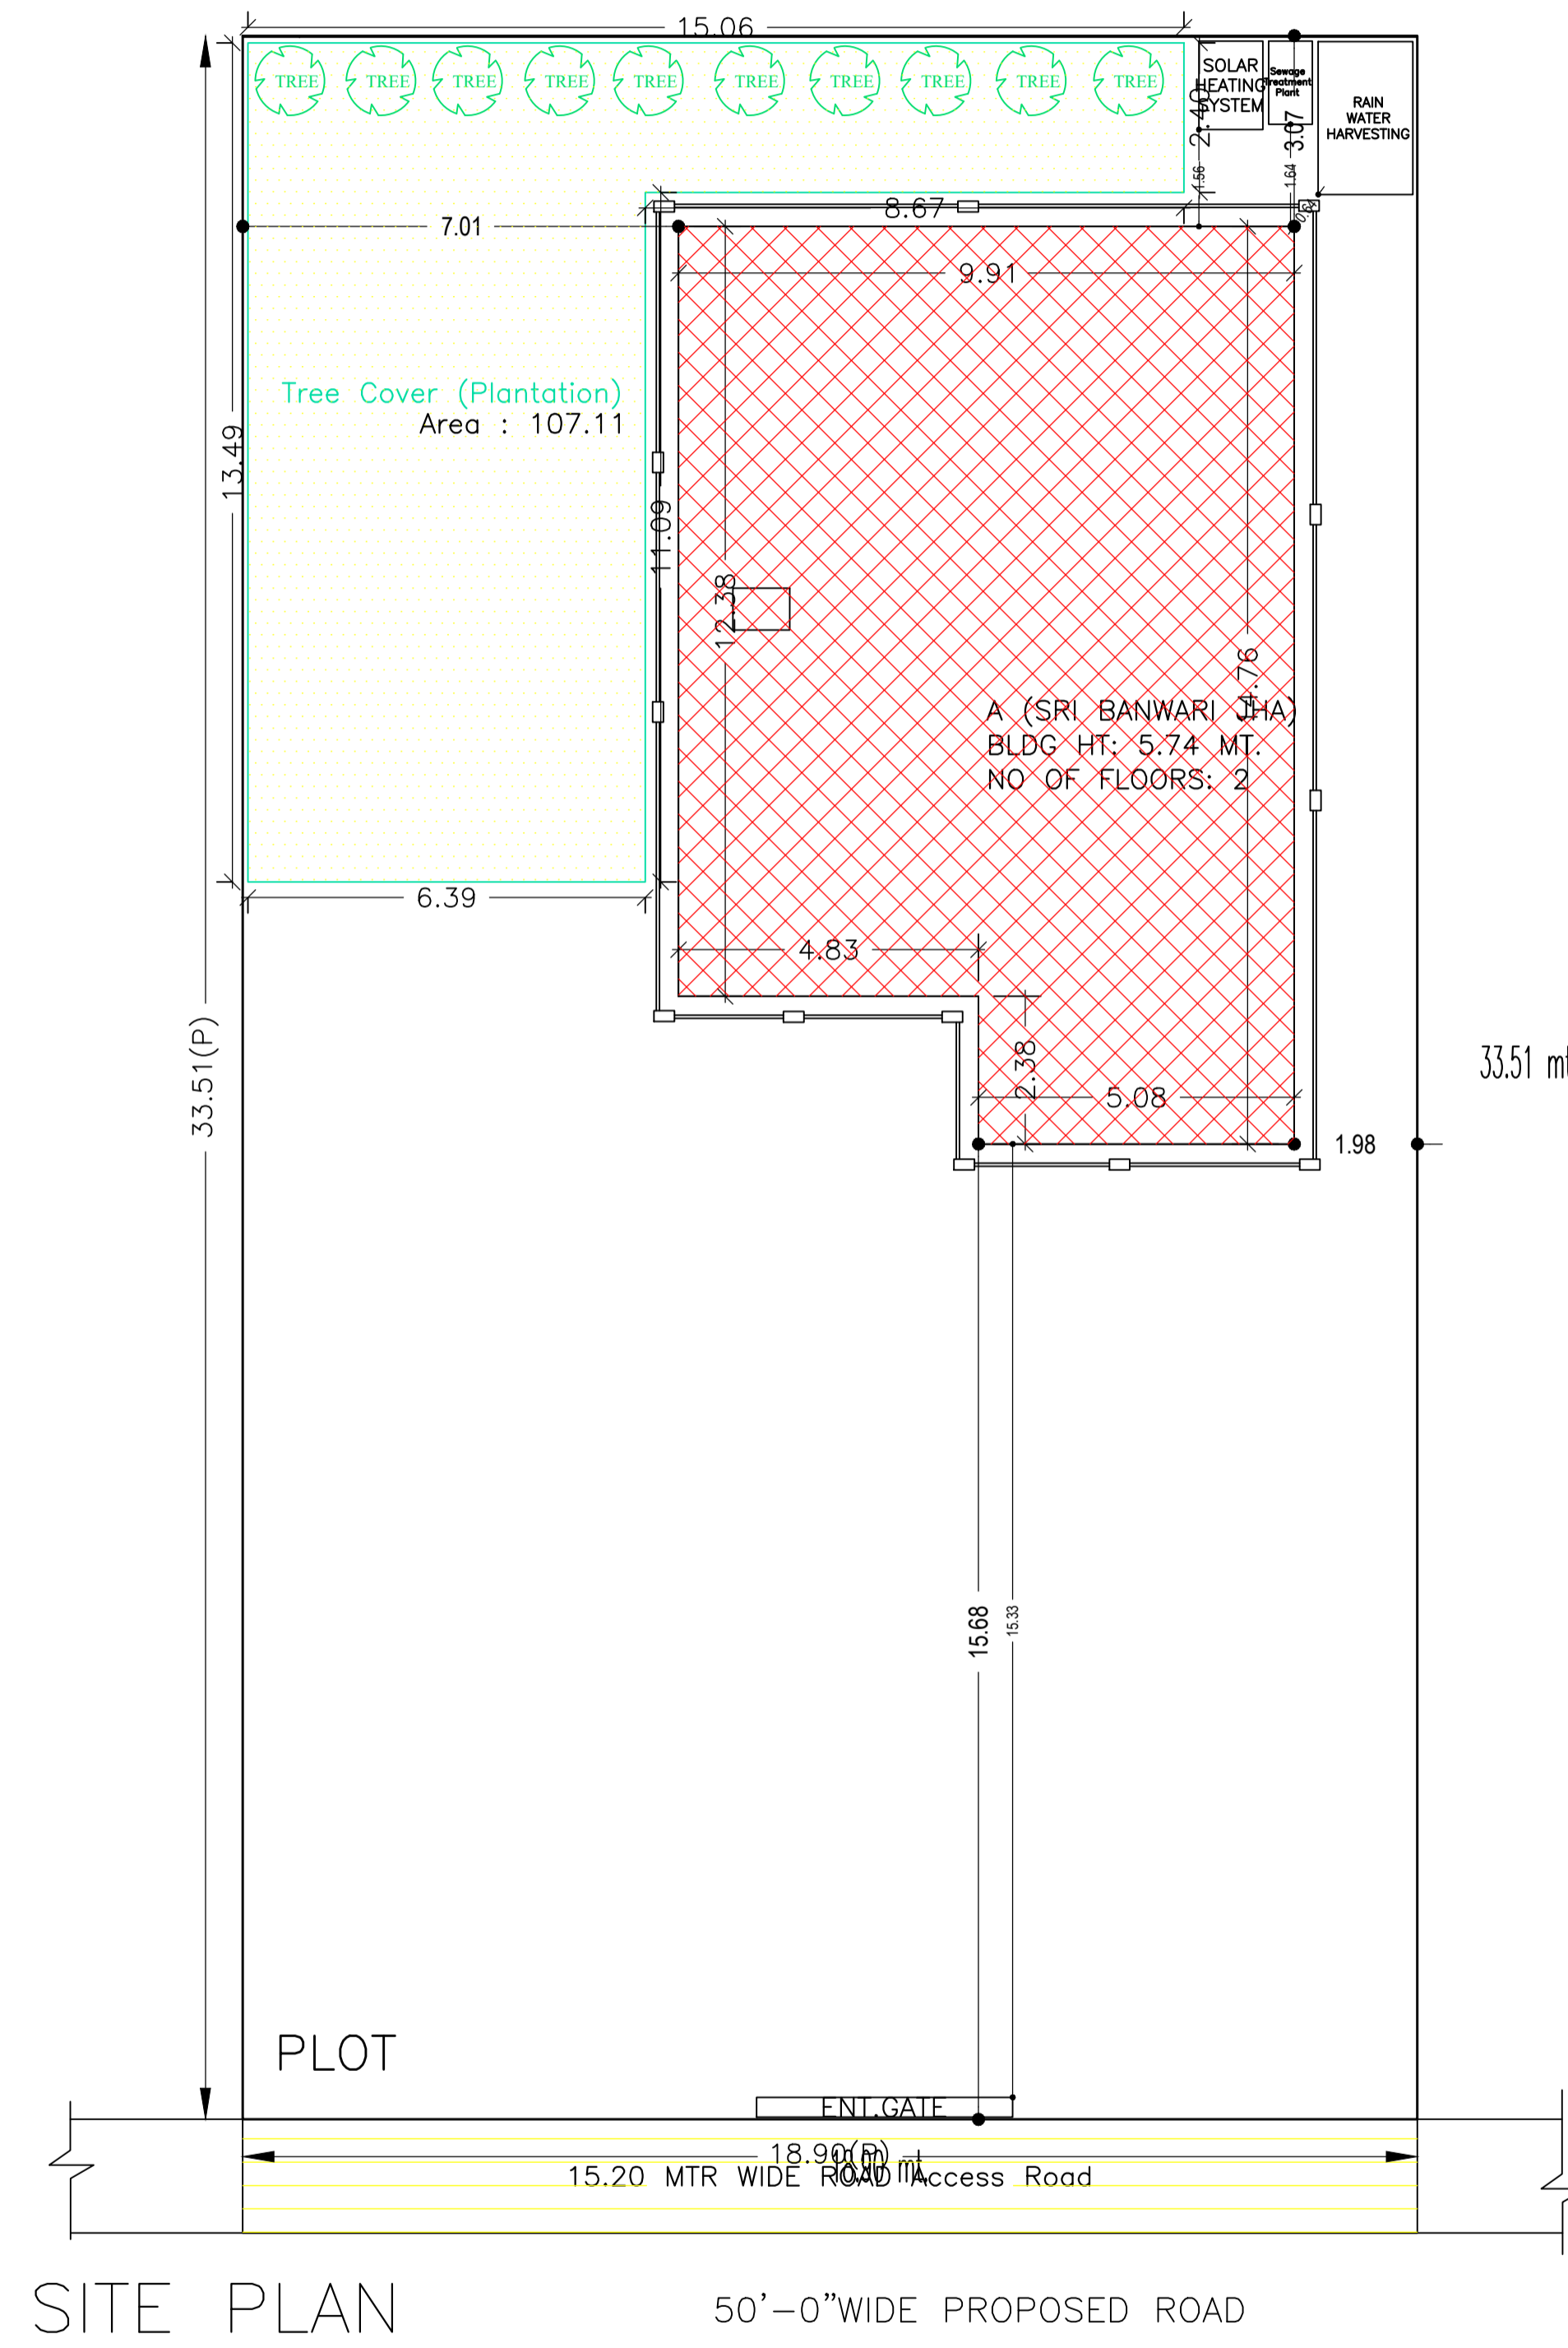 15.06
TREE TREE TREE TREE TREE TREE TREE TREE TREE TREE
SOLAR
HEATING
SYSTEM
Sewage
Treatment
Plant
RAIN
WATER
HARVESTING
2.40
3.07
1.56
1.64
8.67
7.01
9.91
Tree Cover (Plantation)
Area : 107.11
13.49
11.09
12.38
14.76
A (SRI BANWARI JHA)
BLDG HT: 5.74 MT.
NO OF FLOORS: 2
6.39
4.83
33.51(P)
2.38
5.08
33.51
1.98
15.68
15.33
PLOT
ENT.GATE
18.90(P)
15.20 MTR WIDE ROAD Access Road
SITE PLAN
50'-0"WIDE PROPOSED ROAD